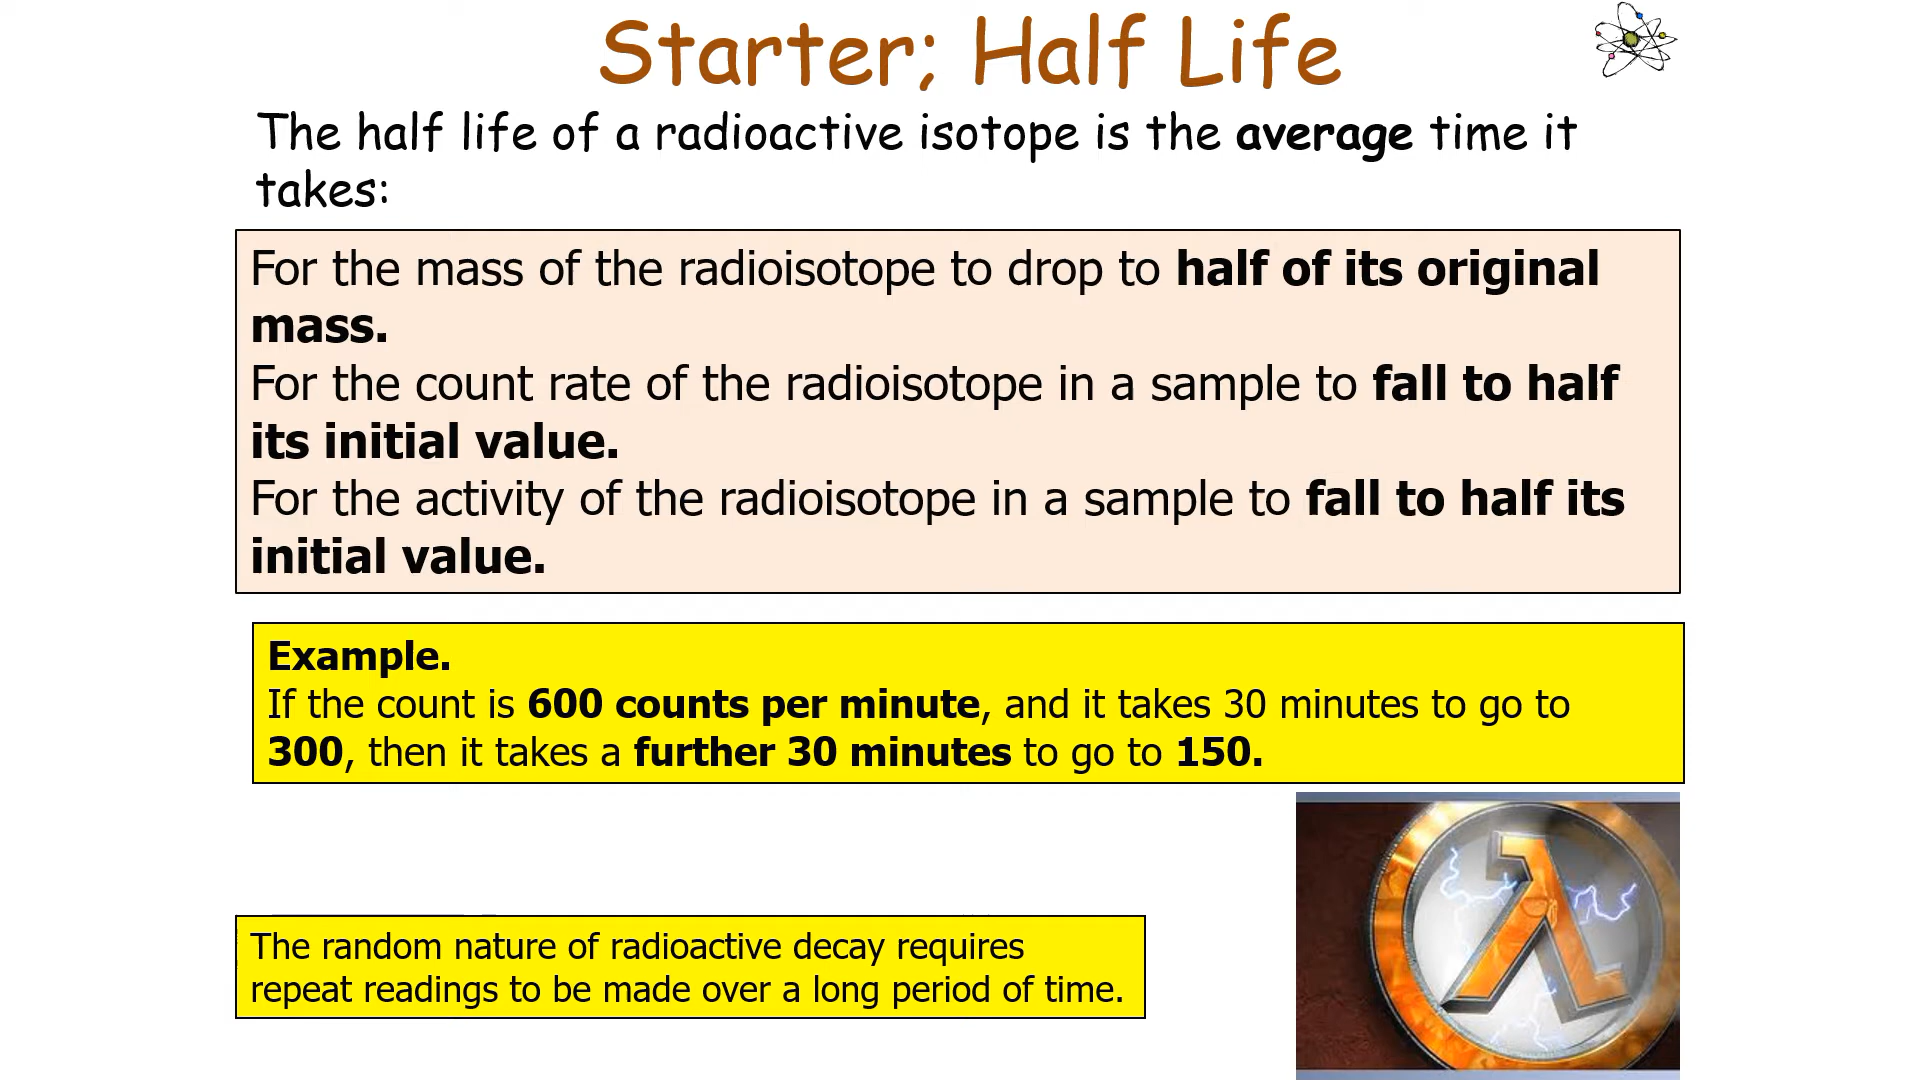 Starter; Half Life
The half life of a radioactive isotope is the average time it
takes:
For the mass of the radioisotope to drop to half of its original
mass.
For the count rate of the radioisotope in a sample to fall to half
its initial value.
For the activity of the radioisotope in a sample to fall to half its
initial value.
Example.
If the count is 600 counts per minute, and it takes 30 minutes to go to
300, then it takes a further 30 minutes to go to 150.
The random nature of radioactive decay requires
repeat readings to be made over a long period of time.
λ